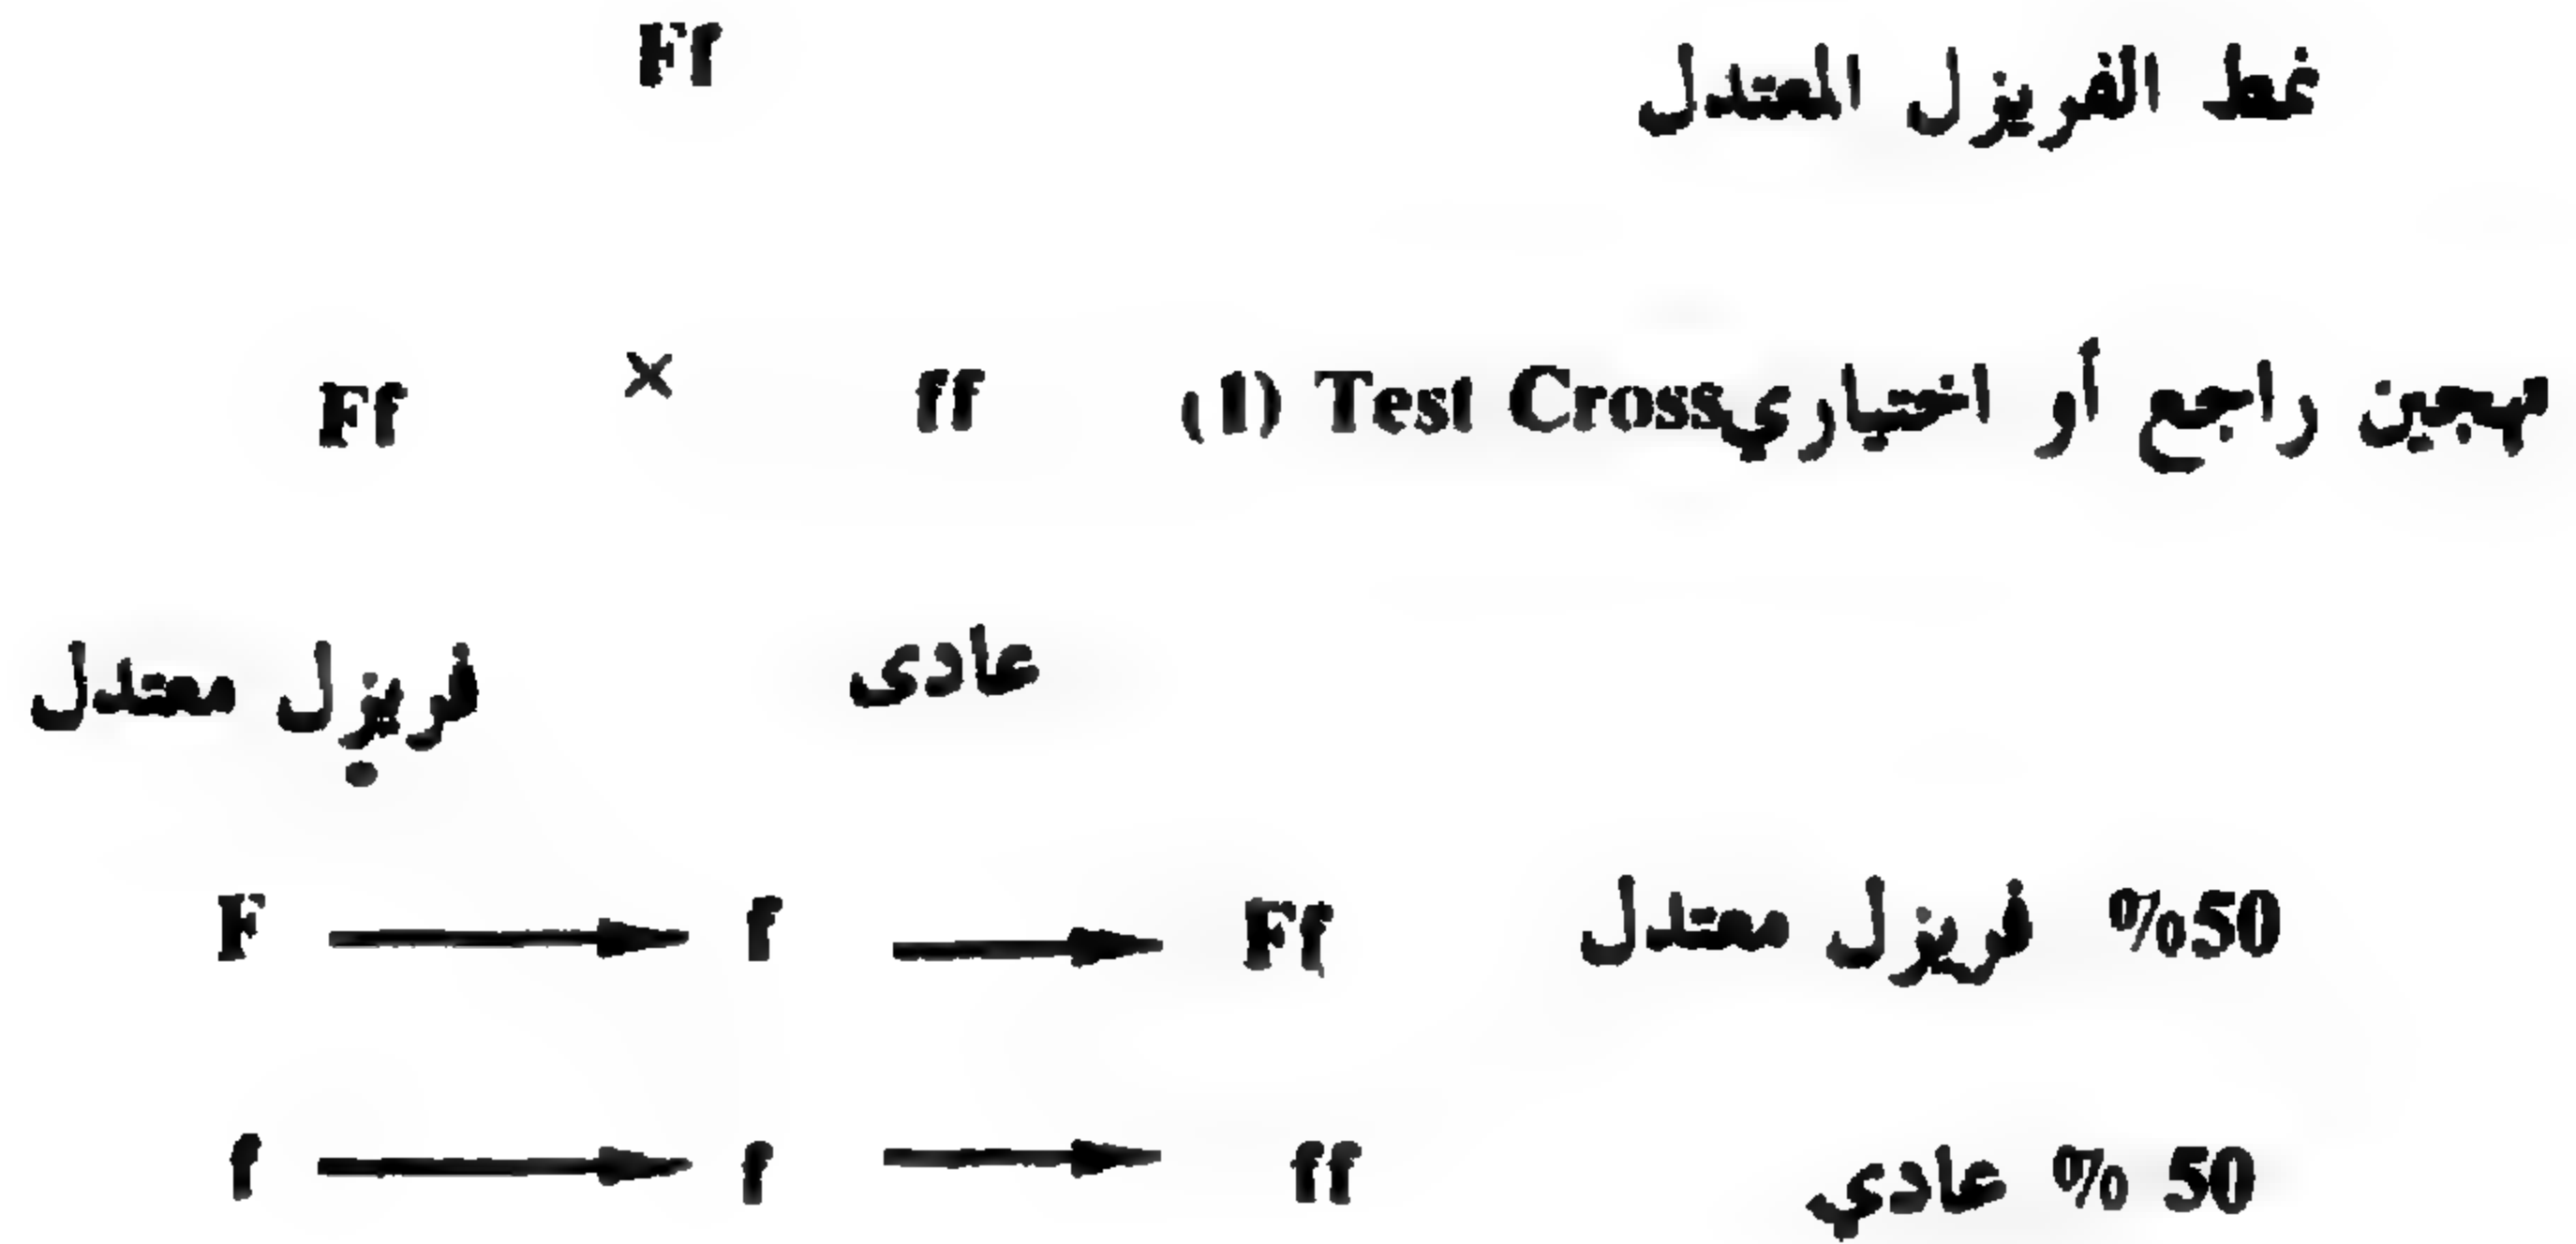 نمط الفريزل المعتدل Ff
تهجين راجع أو اختباري Test Cross (1) ff × Ff
عادى فريزل معتدل
F → f → Ff %50 فريزل معتدل
f → f → ff 50 % عادي